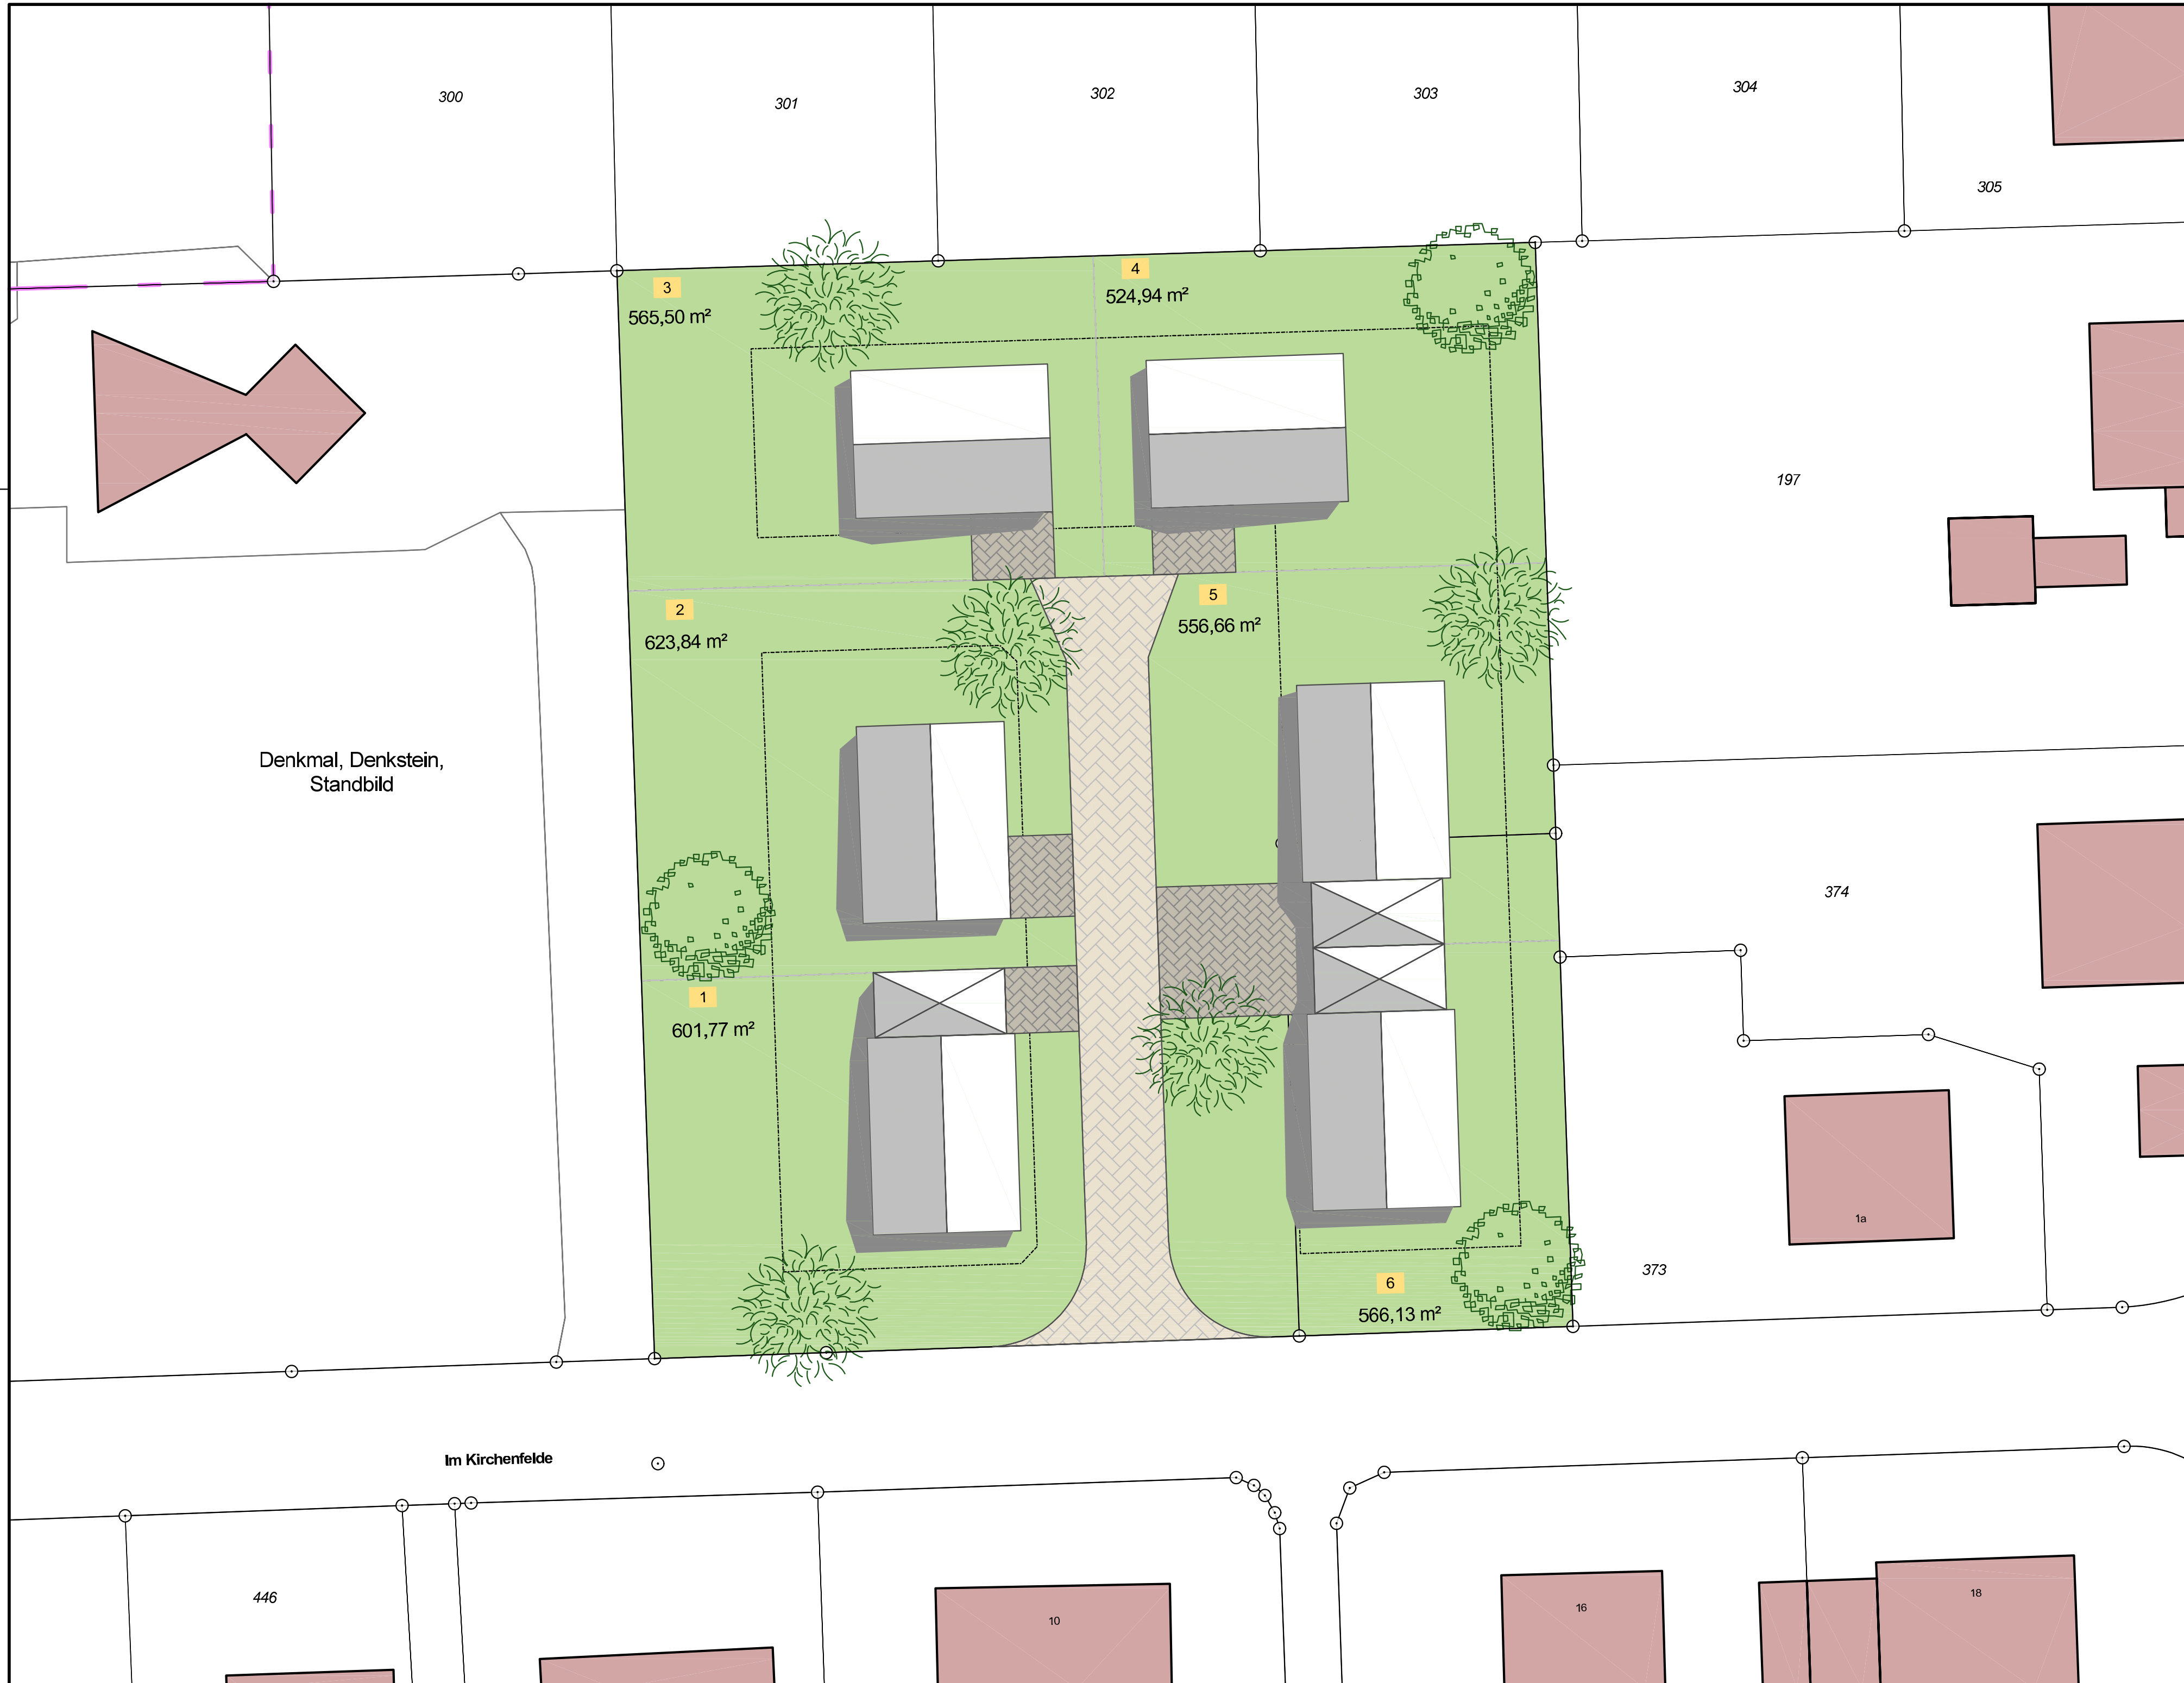 300
301
302
303
304
305
3
565,50 m²
4
524,94 m²
197
2
623,84 m²
5
556,66 m²
Denkmal, Denkstein,
Standbild
374
1
601,77 m²
1a
6
566,13 m²
373
Im Kirchenfelde
446
10
16
18